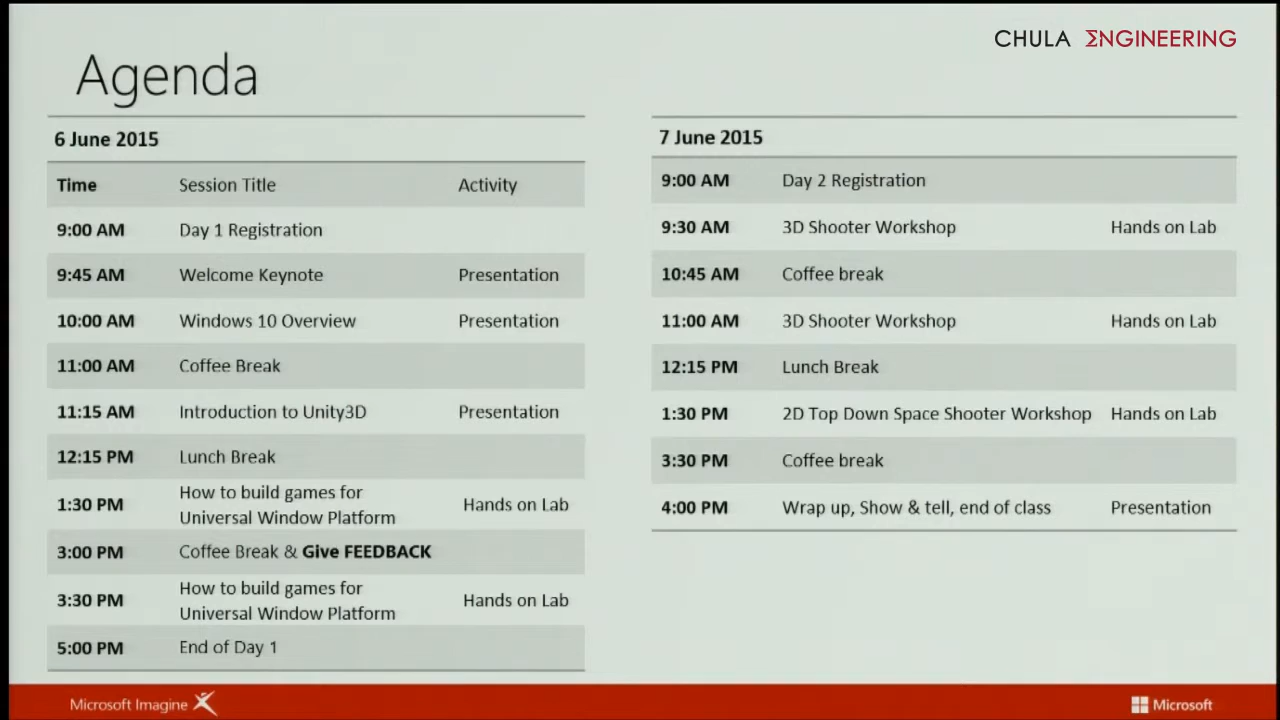 CHULA ΣNGINEERING
Agenda
6 June 2015
Time Session Title Activity
9:00 AM Day 1 Registration
9:45 AM Welcome Keynote Presentation
10:00 AM Windows 10 Overview Presentation
11:00 AM Coffee Break
11:15 AM Introduction to Unity3D Presentation
12:15 PM Lunch Break
1:30 PM How to build games for
Universal Window Platform Hands on Lab
3:00 PM Coffee Break & Give FEEDBACK
3:30 PM How to build games for
Universal Window Platform Hands on Lab
5:00 PM End of Day 1
7 June 2015
9:00 AM Day 2 Registration
9:30 AM 3D Shooter Workshop Hands on Lab
10:45 AM Coffee break
11:00 AM 3D Shooter Workshop Hands on Lab
12:15 PM Lunch Break
1:30 PM 2D Top Down Space Shooter Workshop Hands on Lab
3:30 PM Coffee break
4:00 PM Wrap up, Show & tell, end of class Presentation
Microsoft Imagine
Microsoft